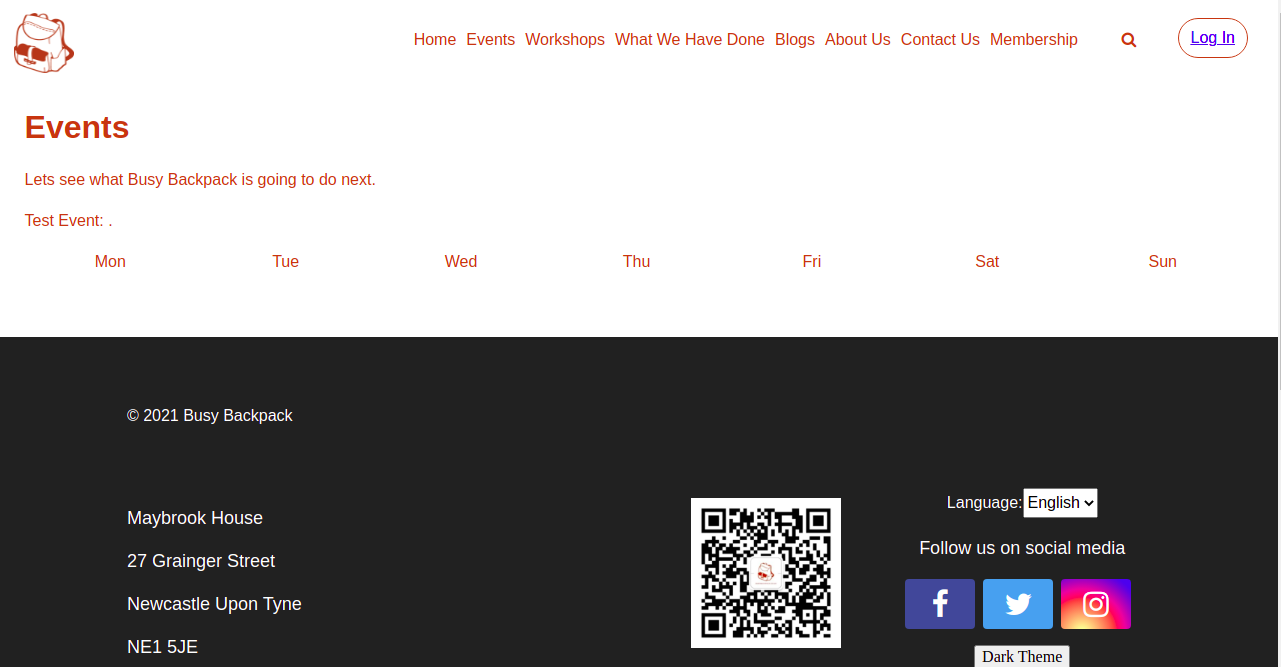 Home Events Workshops What We Have Done Blogs About Us Contact Us Membership Log In
Events
Lets see what Busy Backpack is going to do next.
Test Event: .
Mon Tue Wed Thu Fri Sat Sun
© 2021 Busy Backpack
Maybrook House
27 Grainger Street
Newcastle Upon Tyne
NE1 5JE
Language: English
Follow us on social media
Dark Theme